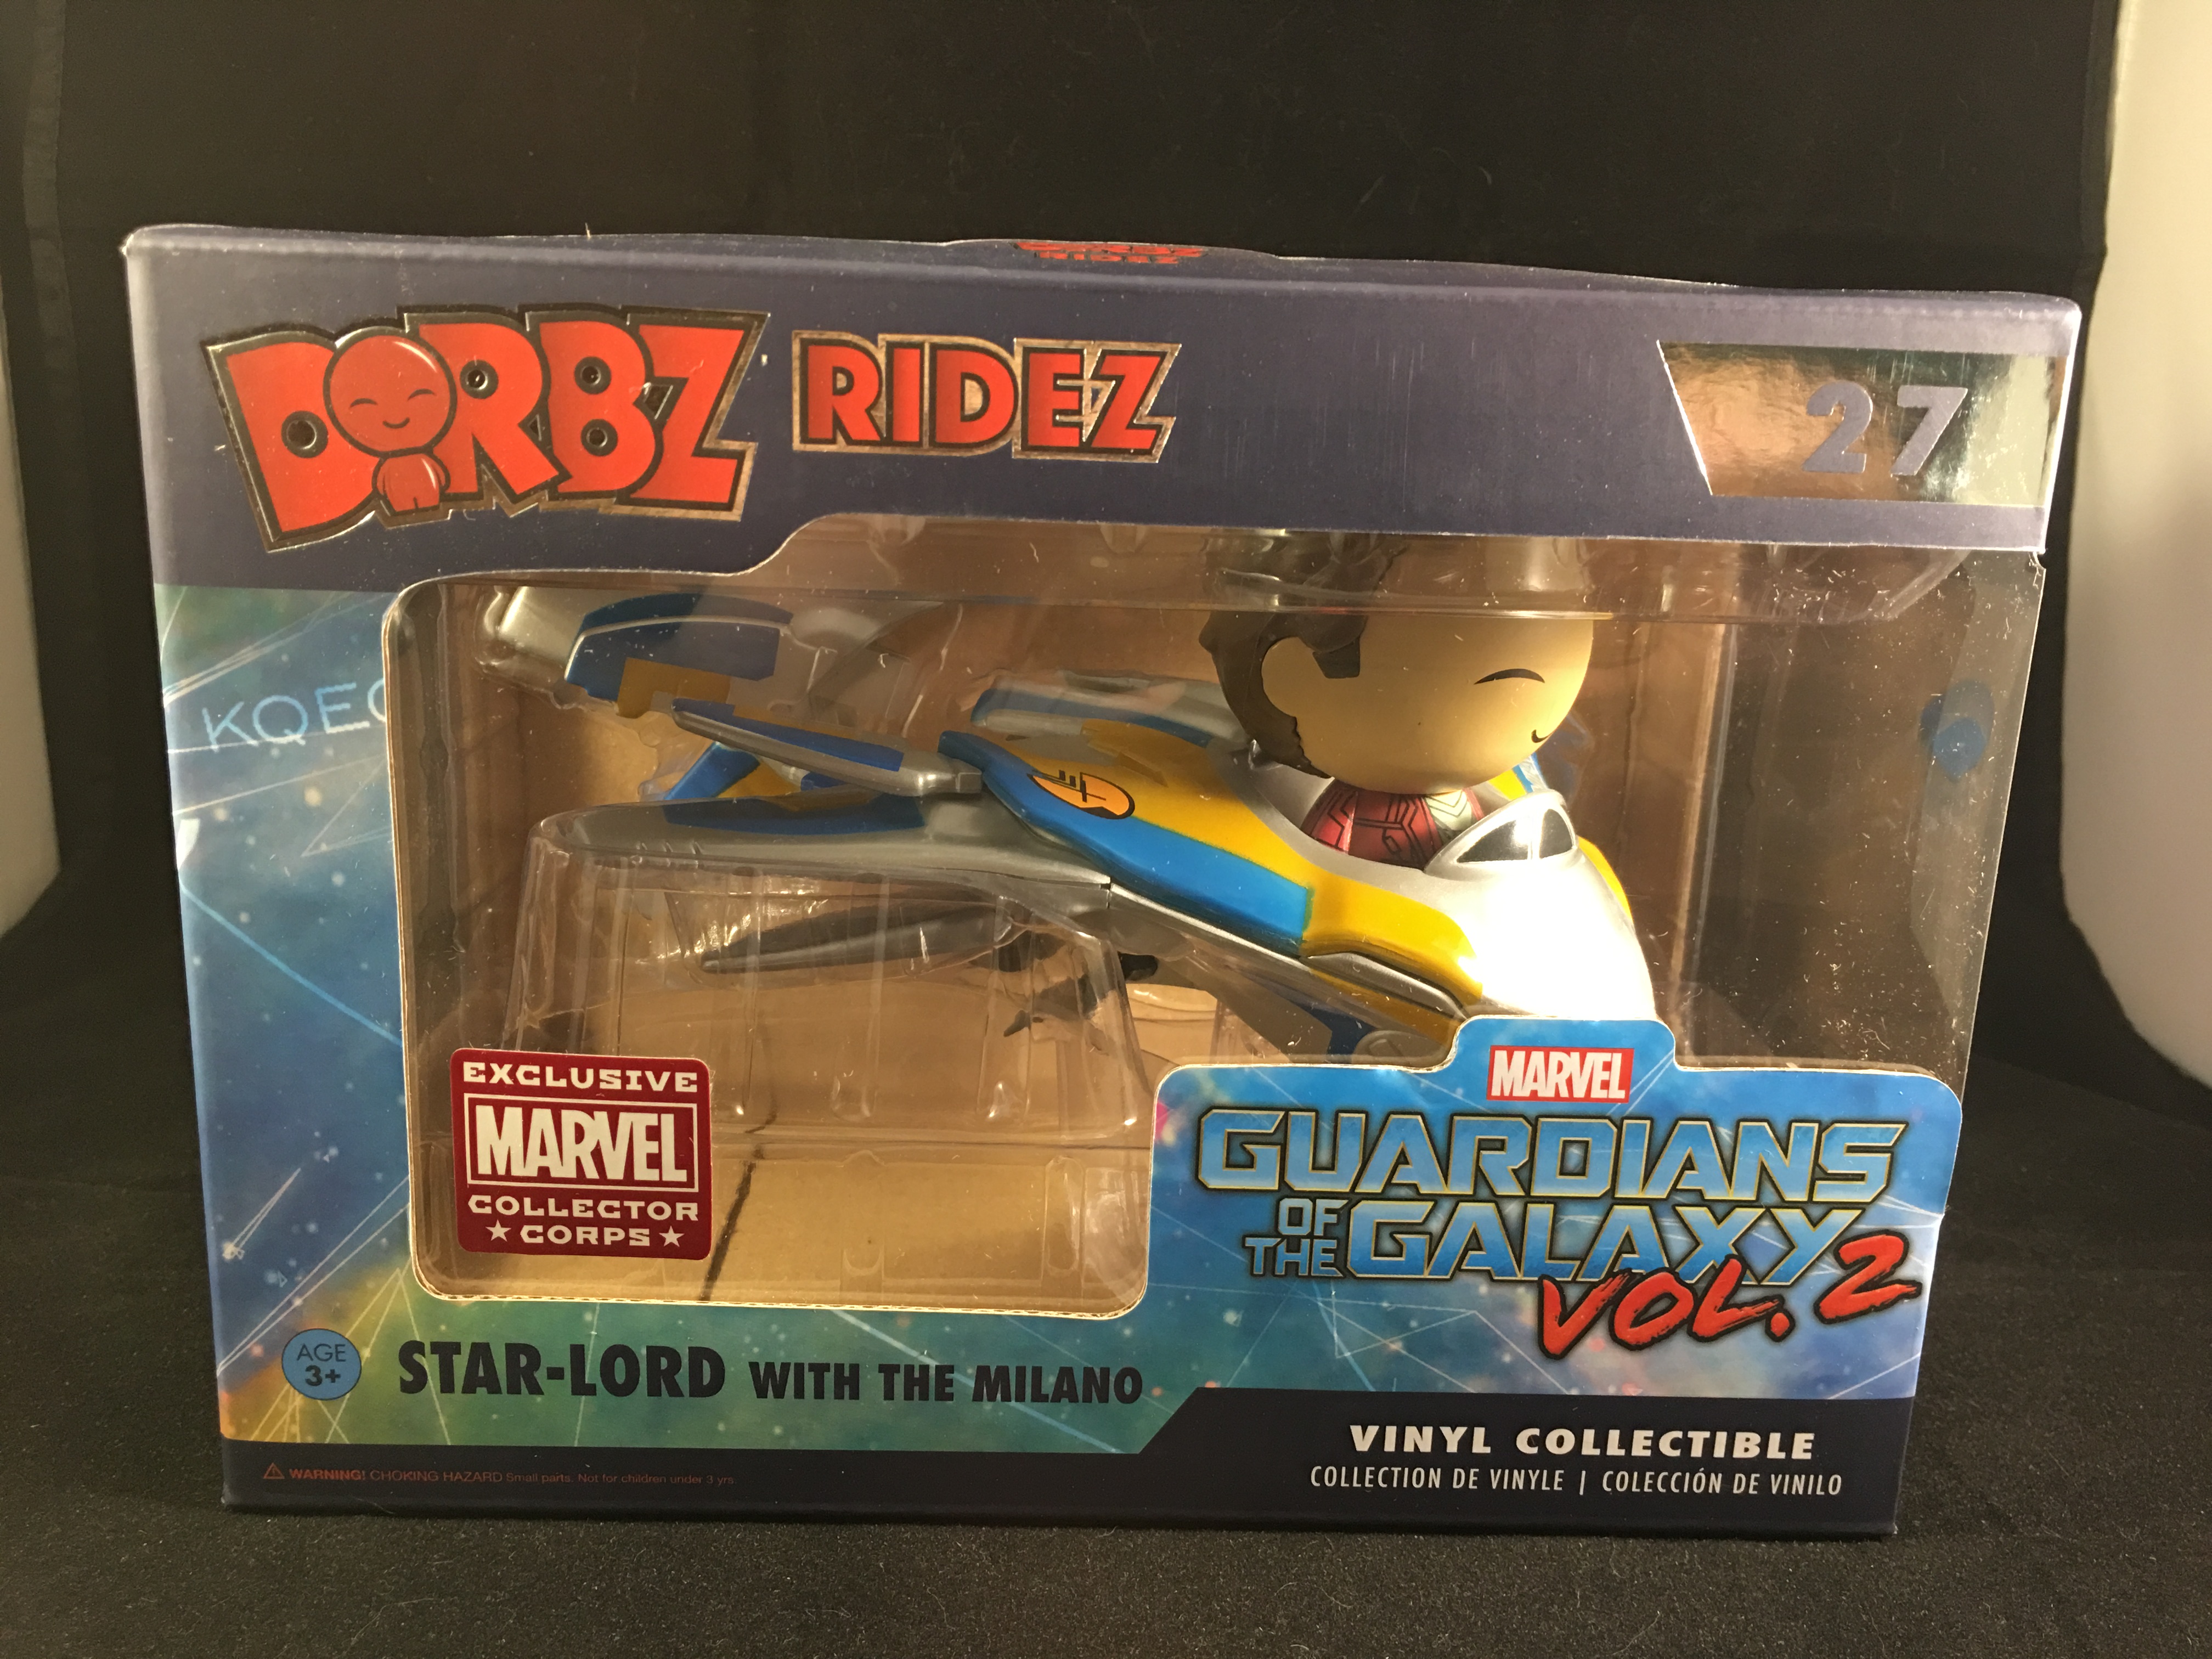 DORBZ RIDEZ
27
KQEO
EXCLUSIVE
MARVEL
COLLECTOR
CORPS
MARVEL
GUARDIANS
OF
THE GALAXY
VOL. 2
AGE
3+
STAR-LORD WITH THE MILANO
VINYL COLLECTIBLE
COLLECTION DE VINYLE | COLECCIÓN DE VINILO
WARNING! CHOKING HAZARD Small parts. Not for children under 3 yrs.